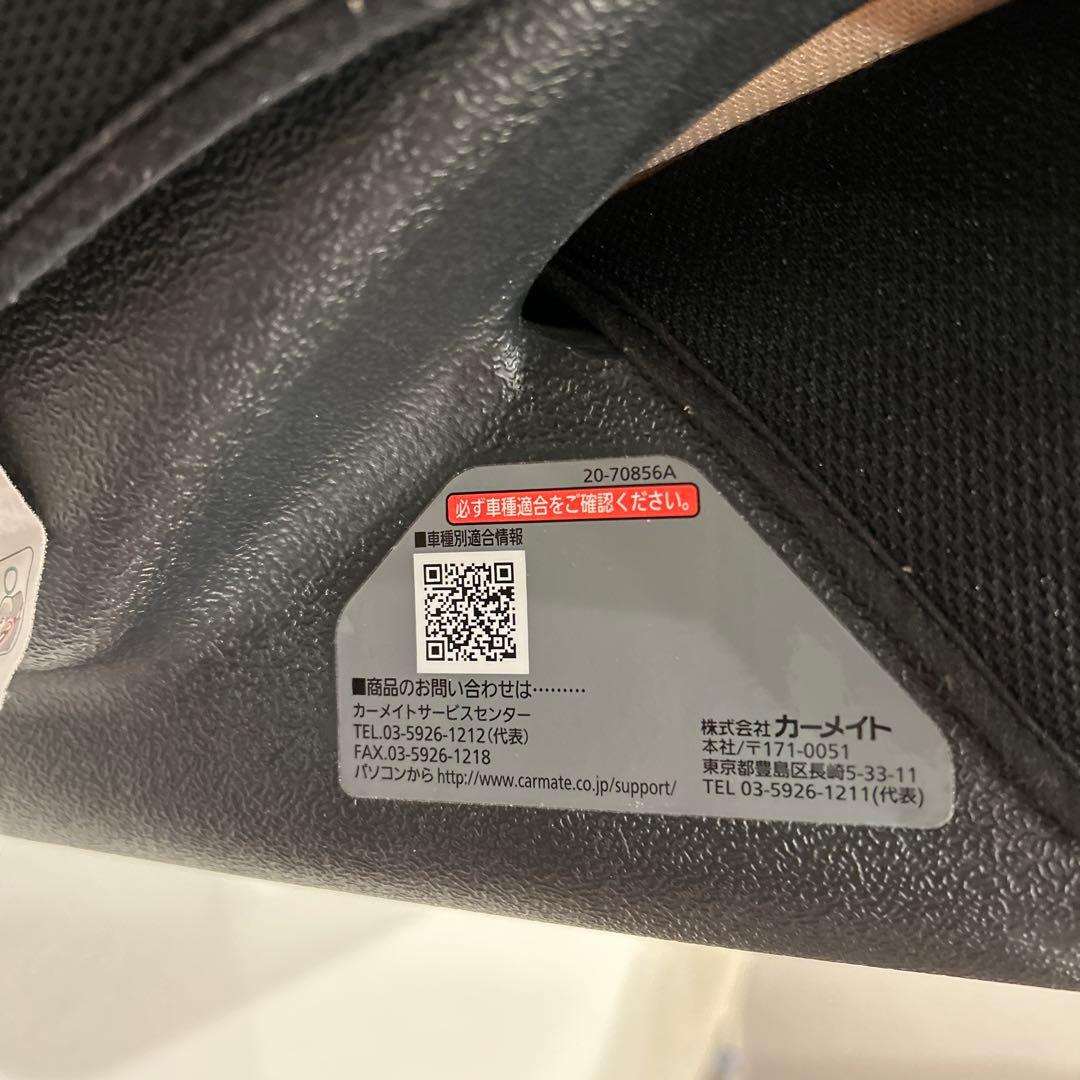 20-70856A
必ず車種適合をご確認ください。
■車種別適合情報
■商品のお問い合わせは………
カーメイトサービスセンター
TEL.03-5926-1212(代表)
FAX.03-5926-1218
パソコンから http://www.carmate.co.jp/support/
株式会社 カーメイト
本社/〒171-0051
東京都豊島区長崎5-33-11
TEL 03-5926-1211(代表)